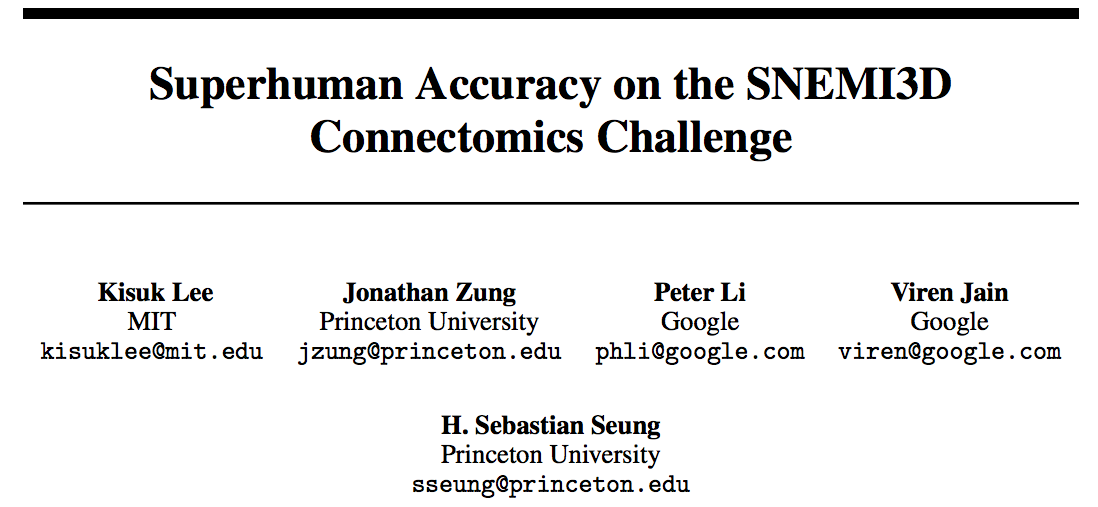 Superhuman Accuracy on the SNEMI3D
Connectomics Challenge
Kisuk Lee
MIT
kisuklee@mit.edu
Jonathan Zung
Princeton University
jzung@princeton.edu
Peter Li
Google
phli@google.com
Viren Jain
Google
viren@google.com
H. Sebastian Seung
Princeton University
sseung@princeton.edu